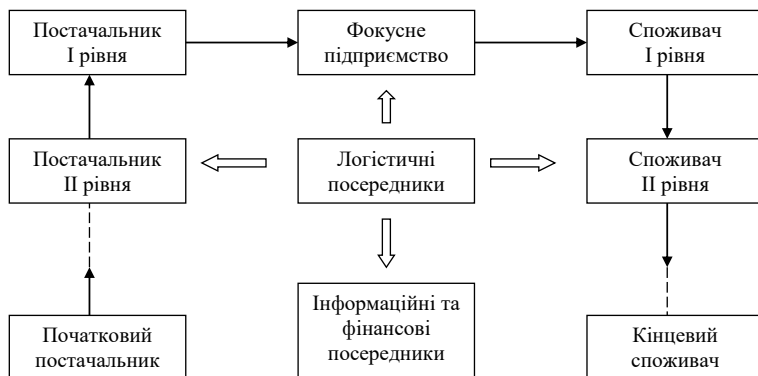 Постачальник
I рівня
Фокусне
підприємство
Споживач
I рівня
Постачальник
II рівня
Логістичні
посередники
Споживач
II рівня
Початковий
постачальник
Інформаційні та
фінансові
посередники
Кінцевий
споживач